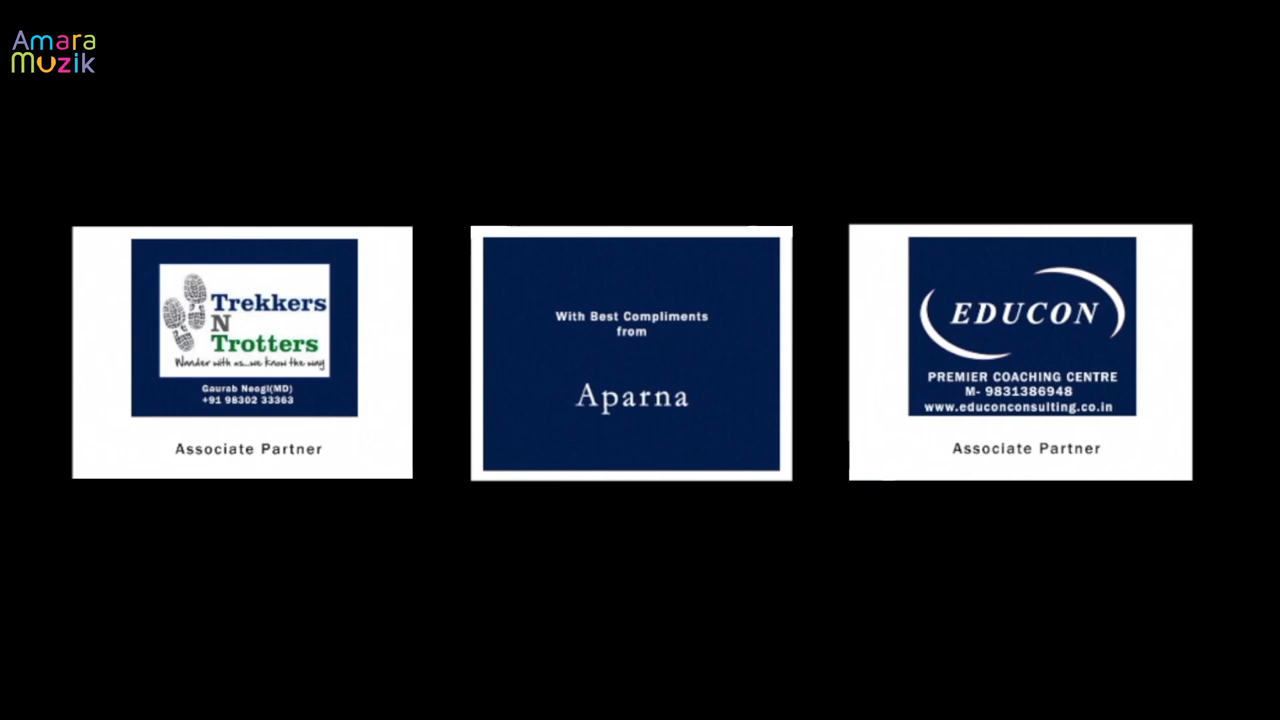 Amara
Muzik
Trekkers
N
Trotters
Wander with us...we know the way
Gaurab Neogi(MD)
+91 98302 33363
Associate Partner
With Best Compliments
from
Aparna
EDUCON
PREMIER COACHING CENTRE
M- 9831386948
www.educonconsulting.co.in
Associate Partner